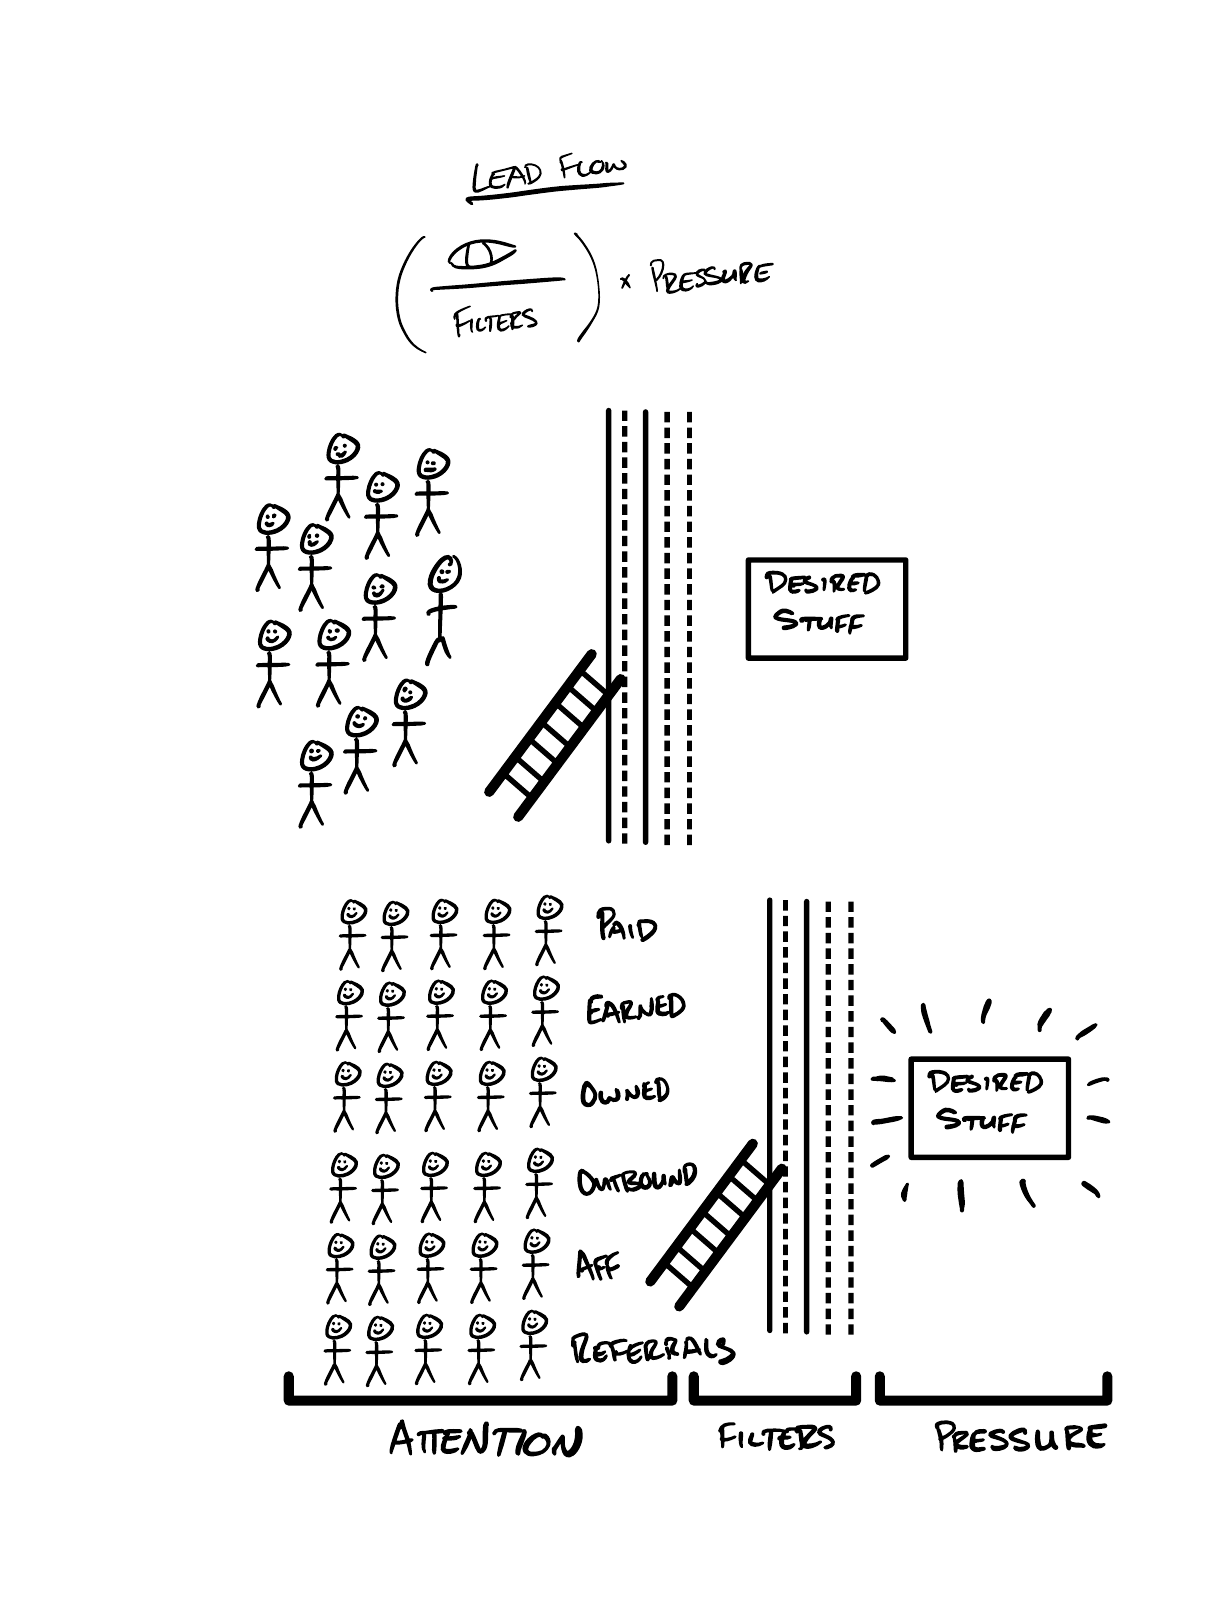 LEAD FLOW
( / FILTERS) x PRESSURE
DESIRED
STUFF
PAID
EARNED
OWNED
OUTBOUND
AFF
REFERRALS
DESIRED
STUFF
ATTENTION
FILTERS
PRESSURE